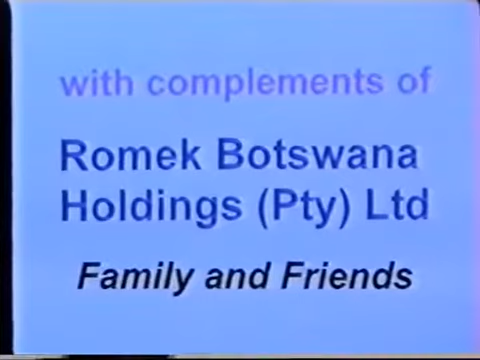 with complements of
Romek Botswana
Holdings (Pty) Ltd
Family and Friends